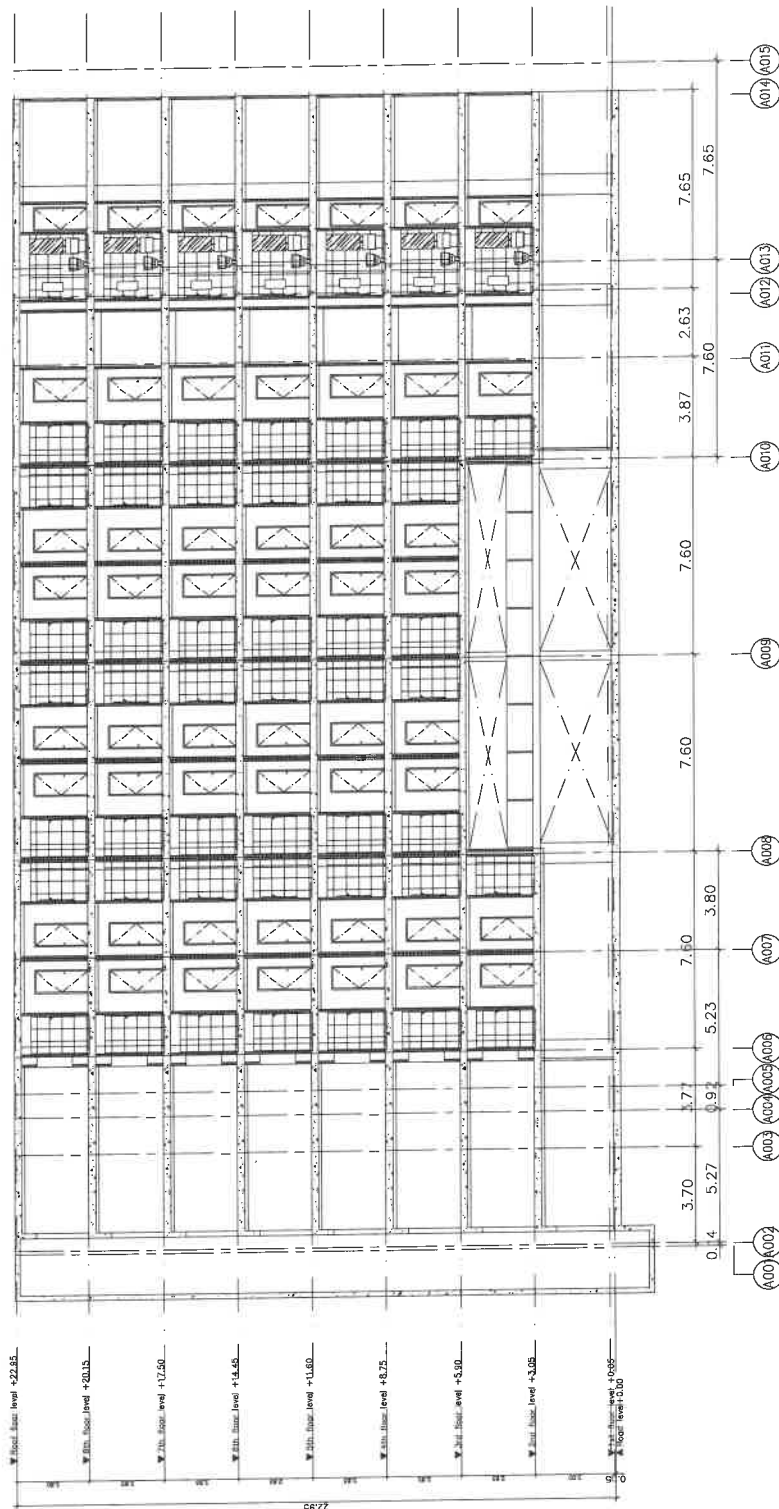 ▼ Roof floor level +22.95
▼ 8th floor level +20.15
▼ 7th floor level +17.50
▼ 6th floor level +14.45
▼ 5th floor level +11.60
▼ 4th floor level +8.75
▼ 3rd floor level +5.90
▼ 2nd floor level +3.05
▼ 1st floor level +0.05
▲ Road level+0.00
22.95
3.70
3.77
7.60
7.60
7.60
3.87
2.63
7.65
0.14
5.27
0.92
5.23
3.80
7.60
7.65
A001
A002
A003
A004
A005
A006
A007
A008
A009
A010
A011
A012
A013
A014
A015